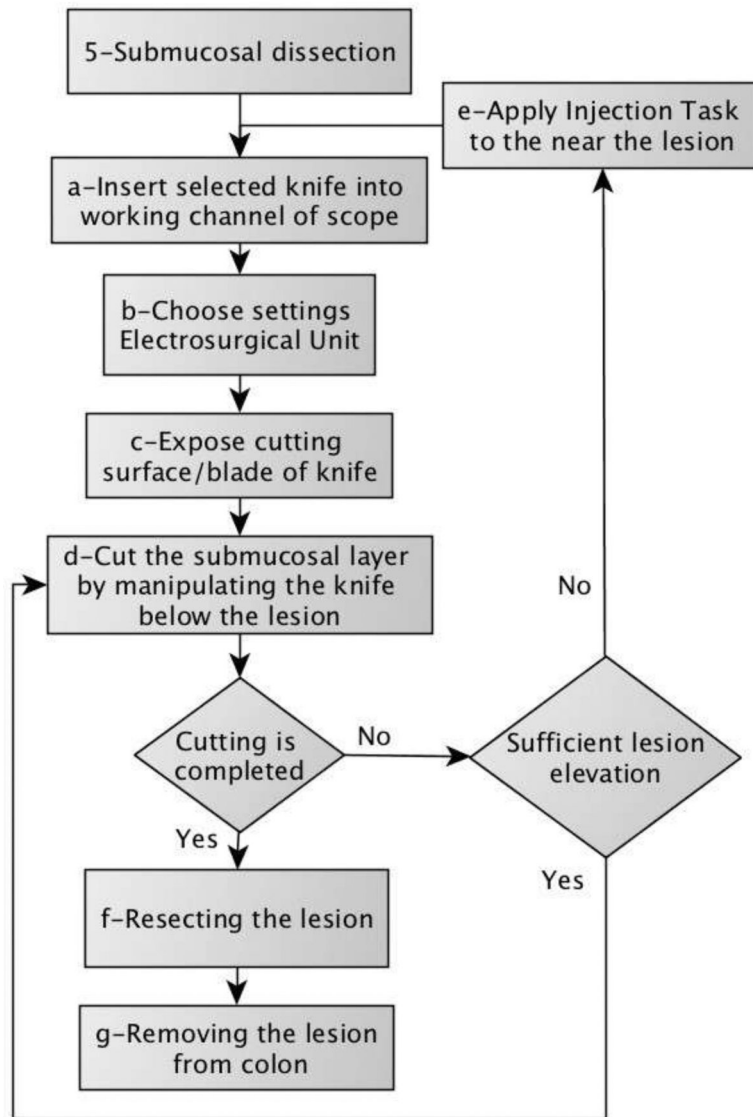 5-Submucosal dissection
e-Apply Injection Task
to the near the lesion
a-Insert selected knife into
working channel of scope
b-Choose settings
Electrosurgical Unit
c-Expose cutting
surface/blade of knife
d-Cut the submucosal layer
by manipulating the knife
below the lesion
No
Cutting is
completed
No
Sufficient lesion
elevation
Yes
Yes
f-Resecting the lesion
g-Removing the lesion
from colon